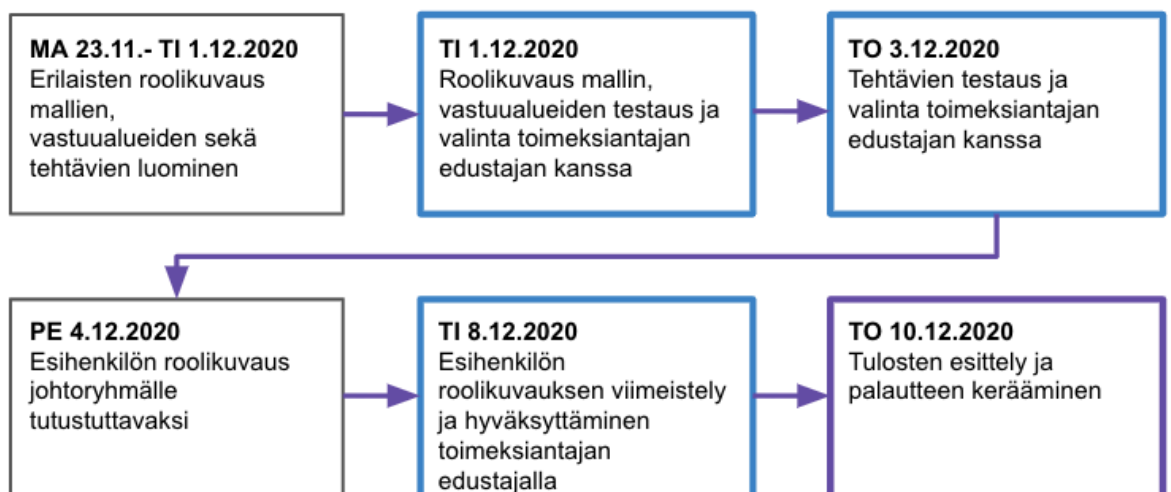 MA 23.11.- TI 1.12.2020
Erilaisten roolikuvaus
mallien,
vastuualueiden sekä
tehtävien luominen
TI 1.12.2020
Roolikuvaus mallin,
vastuualueiden testaus ja
valinta toimeksiantajan
edustajan kanssa
TO 3.12.2020
Tehtävien testaus ja
valinta toimeksiantajan
edustajan kanssa
PE 4.12.2020
Esihenkilön roolikuvaus
johtoryhmälle
tutustuttavaksi
TI 8.12.2020
Esihenkilön
roolikuvauksen viimeistely
ja hyväksyttäminen
toimeksiantajan
edustajalla
TO 10.12.2020
Tulosten esittely ja
palautteen kerääminen